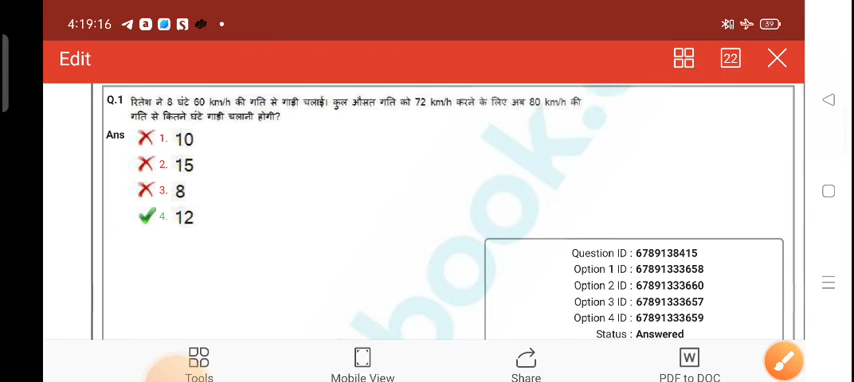 4:19:16
39
Edit
22
Q.1 रितेश ने 8 घंटे 60 km/h की गति से गाडी चलाई। कुल औसत गति को 72 km/h करने के लिए अब 80 km/h की
गति से कितने घंटे गाडी चलानी होगी?
Ans
1. 10
2. 15
3. 8
4. 12
book.
Question ID : 6789138415
Option 1 ID : 67891333658
Option 2 ID : 67891333660
Option 3 ID : 67891333657
Option 4 ID : 67891333659
Status : Answered
Tools
Mobile View
Share
W
PDF to DOC